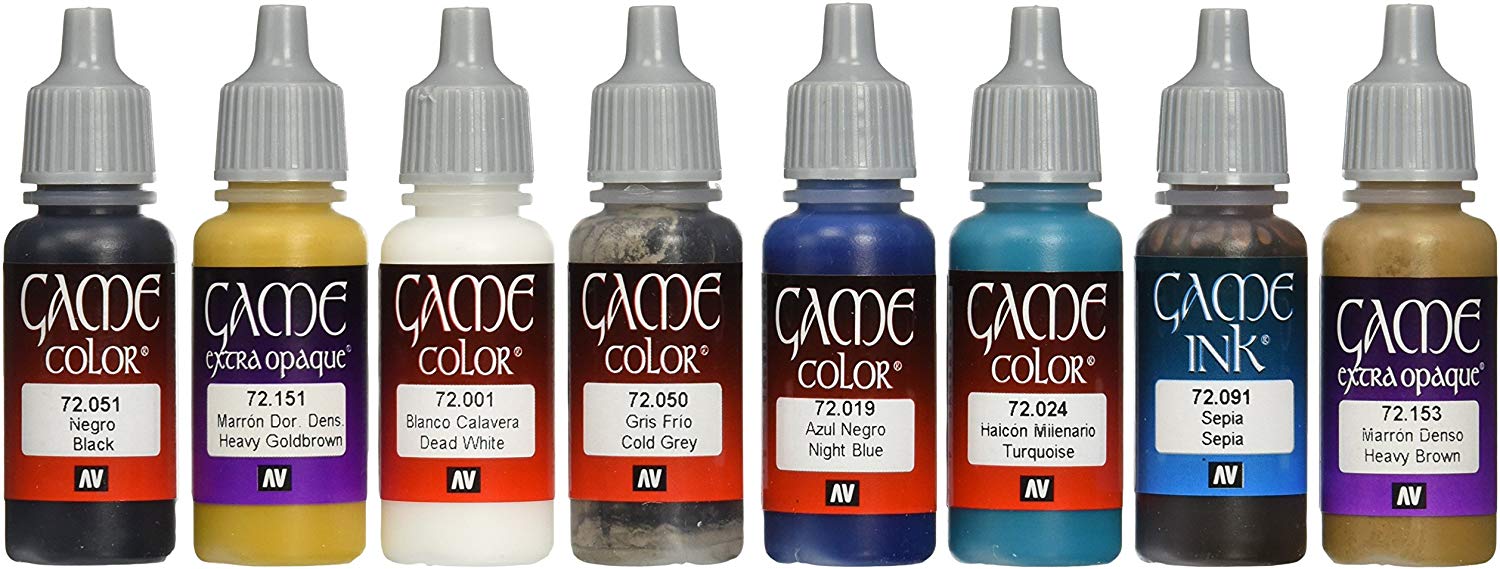 GAME
COLOR®
72.051
Negro
Black
AV
GAME
extra opaque®
72.151
Marrón Dor. Dens.
Heavy Goldbrown
AV
GAME
COLOR®
72.001
Blanco Calavera
Dead White
AV
GAME
COLOR®
72.050
Gris Frío
Cold Grey
AV
GAME
COLOR®
72.019
Azul Negro
Night Blue
AV
GAME
COLOR®
72.024
Halcón Milenario
Turquoise
AV
GAME
INK®
72.091
Sepia
Sepia
AV
GAME
extra opaque®
72.153
Marrón Denso
Heavy Brown
AV